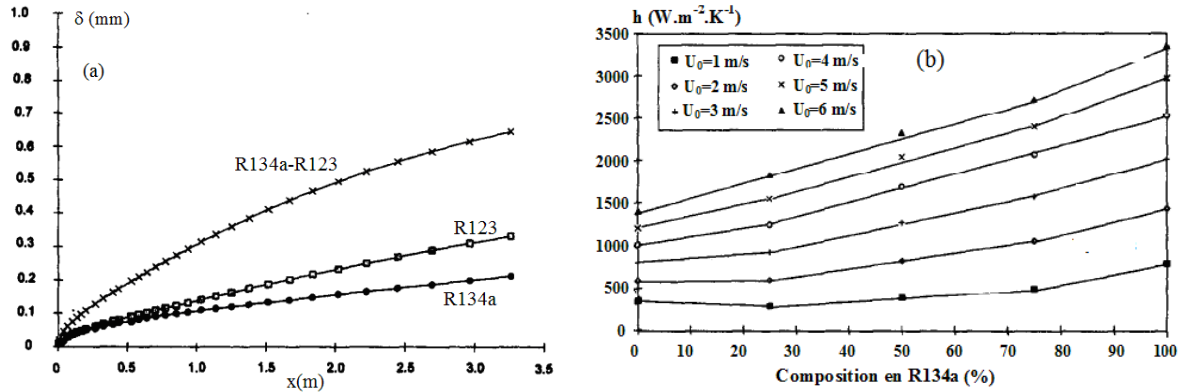 δ (mm)
1.0
0.9
0.8
0.7
0.6
0.5
0.4
0.3
0.2
0.1
0
(a)
R134a-R123
R123
R134a
0 0.5 1.0 1.5 2.0 2.5 3.0 3.5
x(m)
h (W.m⁻².K⁻¹)
3500
3000
2500
2000
1500
1000
500
0
U₀=1 m/s U₀=4 m/s
U₀=2 m/s U₀=5 m/s
U₀=3 m/s U₀=6 m/s
(b)
0 10 20 30 40 50 60 70 80 90 100
Composition en R134a (%)